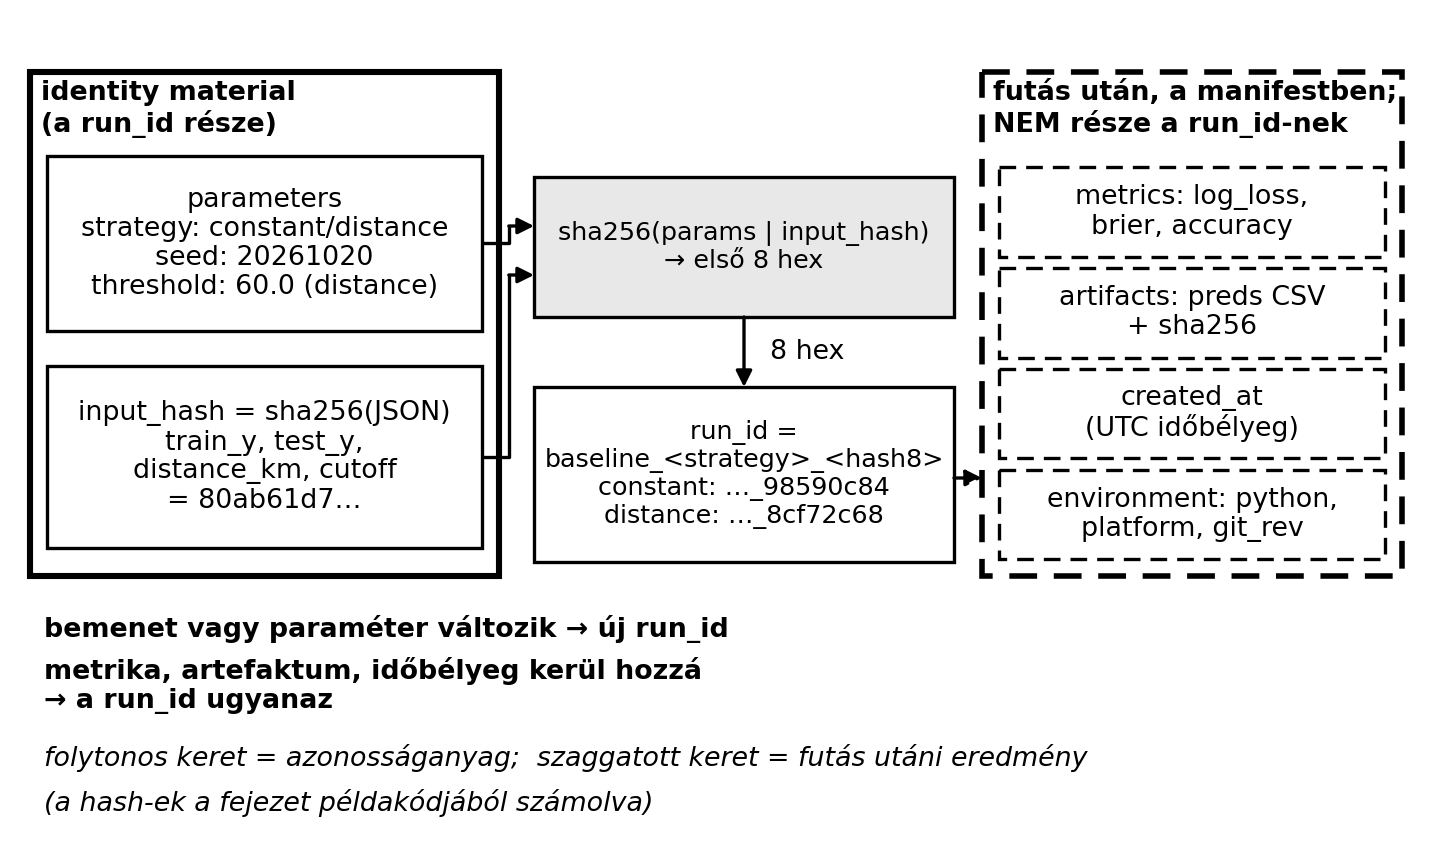 identity material
(a run_id része)
parameters
strategy: constant/distance
seed: 20261020
threshold: 60.0 (distance)
input_hash = sha256(JSON)
train_y, test_y,
distance_km, cutoff
= 80ab61d7…
sha256(params | input_hash)
→ első 8 hex
8 hex
run_id =
baseline_<strategy>_<hash8>
constant: …_98590c84
distance: …_8cf72c68
futás után, a manifestben;
NEM része a run_id-nek
metrics: log_loss,
brier, accuracy
artifacts: preds CSV
+ sha256
created_at
(UTC időbélyeg)
environment: python,
platform, git_rev
bemenet vagy paraméter változik → új run_id
metrika, artefaktum, időbélyeg kerül hozzá
→ a run_id ugyanaz
folytonos keret = azonosságanyag;  szaggatott keret = futás utáni eredmény
(a hash-ek a fejezet példakódjából számolva)